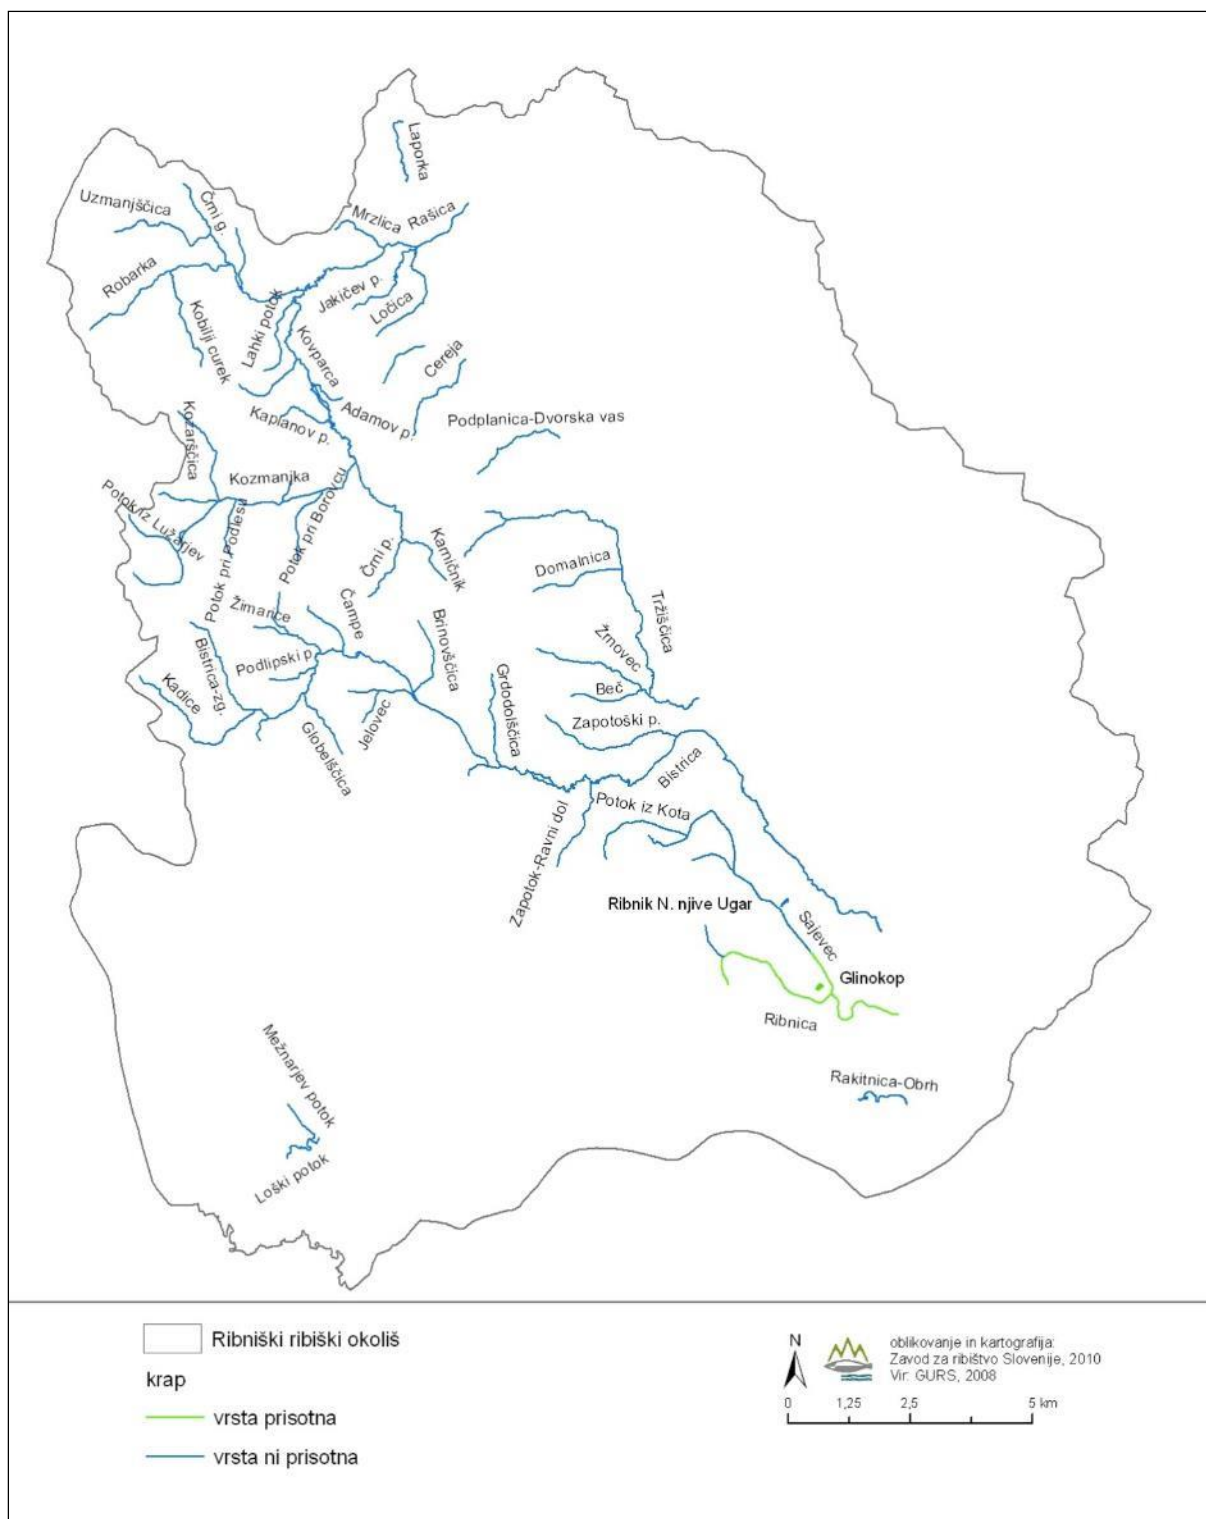 Laporka
Uzmanjščica
Črni g.
Mrzlica
Rašica
Robarka
Kobilji curek
Lahki potok
Jakičev p.
Ločica
Kovparca
Cereja
Kaplanov p.
Adamov p.
Podplanica-Dvorska vas
Kožarščica
Kozmanjka
Potok iz Lužarjev
Potok pri Podlesu
Potok pri Borovcu
Črni p.
Kamičnik
Domalnica
Tržiščica
Žimarice
Čampe
Brinovščica
Žrnovec
Bistrica-zg.
Podlipski p.
Kadice
Beč
Grdodolščica
Jelovec
Globelščica
Zapotoški p.
Bistrica
Potok iz Kota
Zapotok-Ravni dol
Ribnik N. njive Ugar
Sajevec
Glinokop
Ribnica
Rakitnica-Obrh
Mežnarjev potok
Loški potok
Ribniški ribiški okoliš
krap
vrsta prisotna
vrsta ni prisotna
N
oblikovanje in kartografija:
Zavod za ribištvo Slovenije, 2010
Vir: GURS, 2008
0 1,25 2,5 5 km